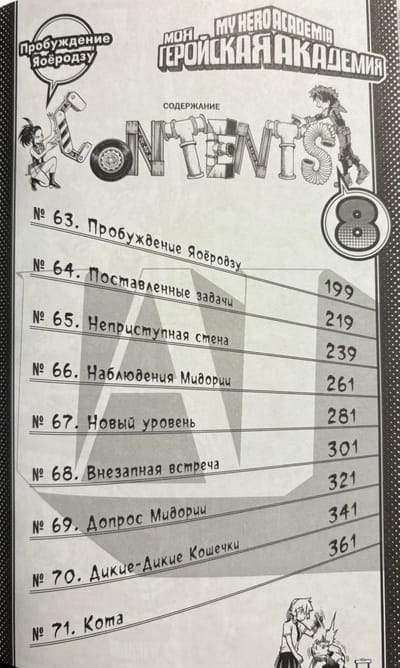 Пробуждение
Яоёродзу
MY HERO ACADEMIA
МОЯ
ГЕРОЙСКАЯ АКАДЕМИЯ
СОДЕРЖАНИЕ
CONTENTS
8
№ 63. Пробуждение Яоёродзу 199
№ 64. Поставленные задачи 219
№ 65. Неприступная стена 239
№ 66. Наблюдения Мидории 261
№ 67. Новый уровень 281
№ 68. Внезапная встреча 301
№ 69. Допрос Мидории 321
№ 70. Дикие-Дикие Кошечки 341
№ 71. Кота 361